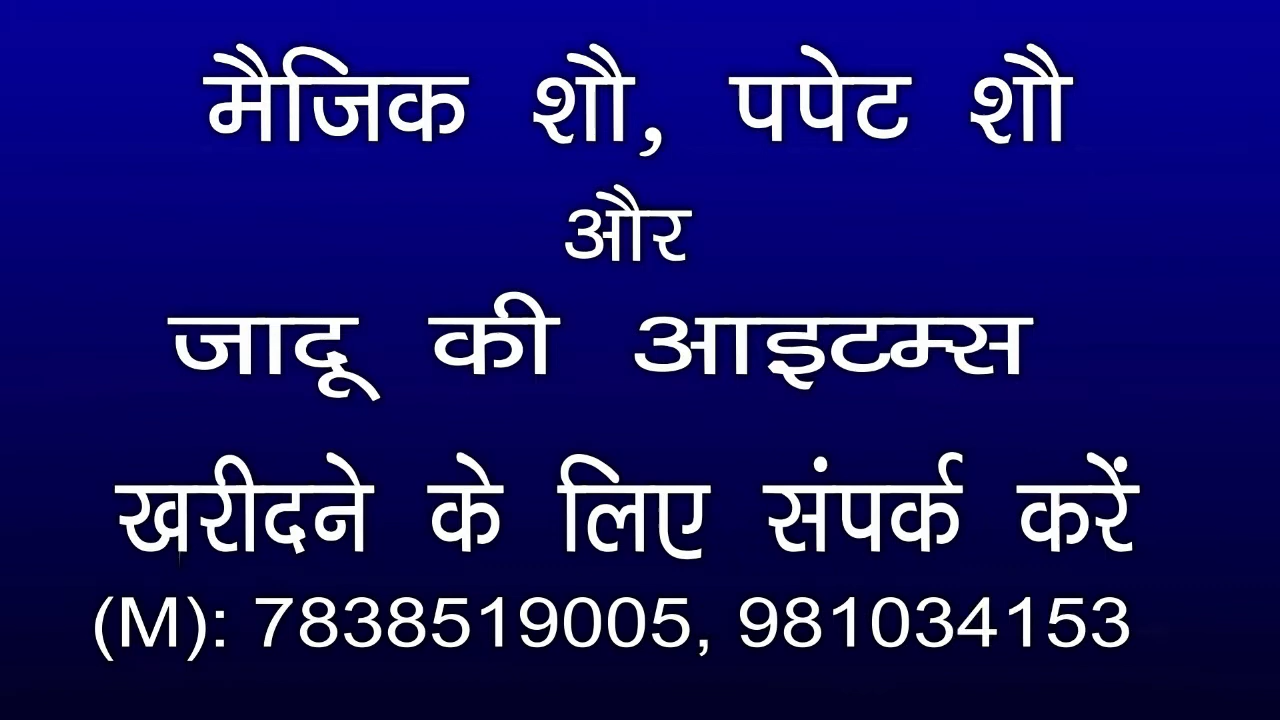 मैजिक शौ, पपेट शौ
और
जादू की आइटम्स
खरीदने के लिए संपर्क करें
(M): 7838519005, 981034153